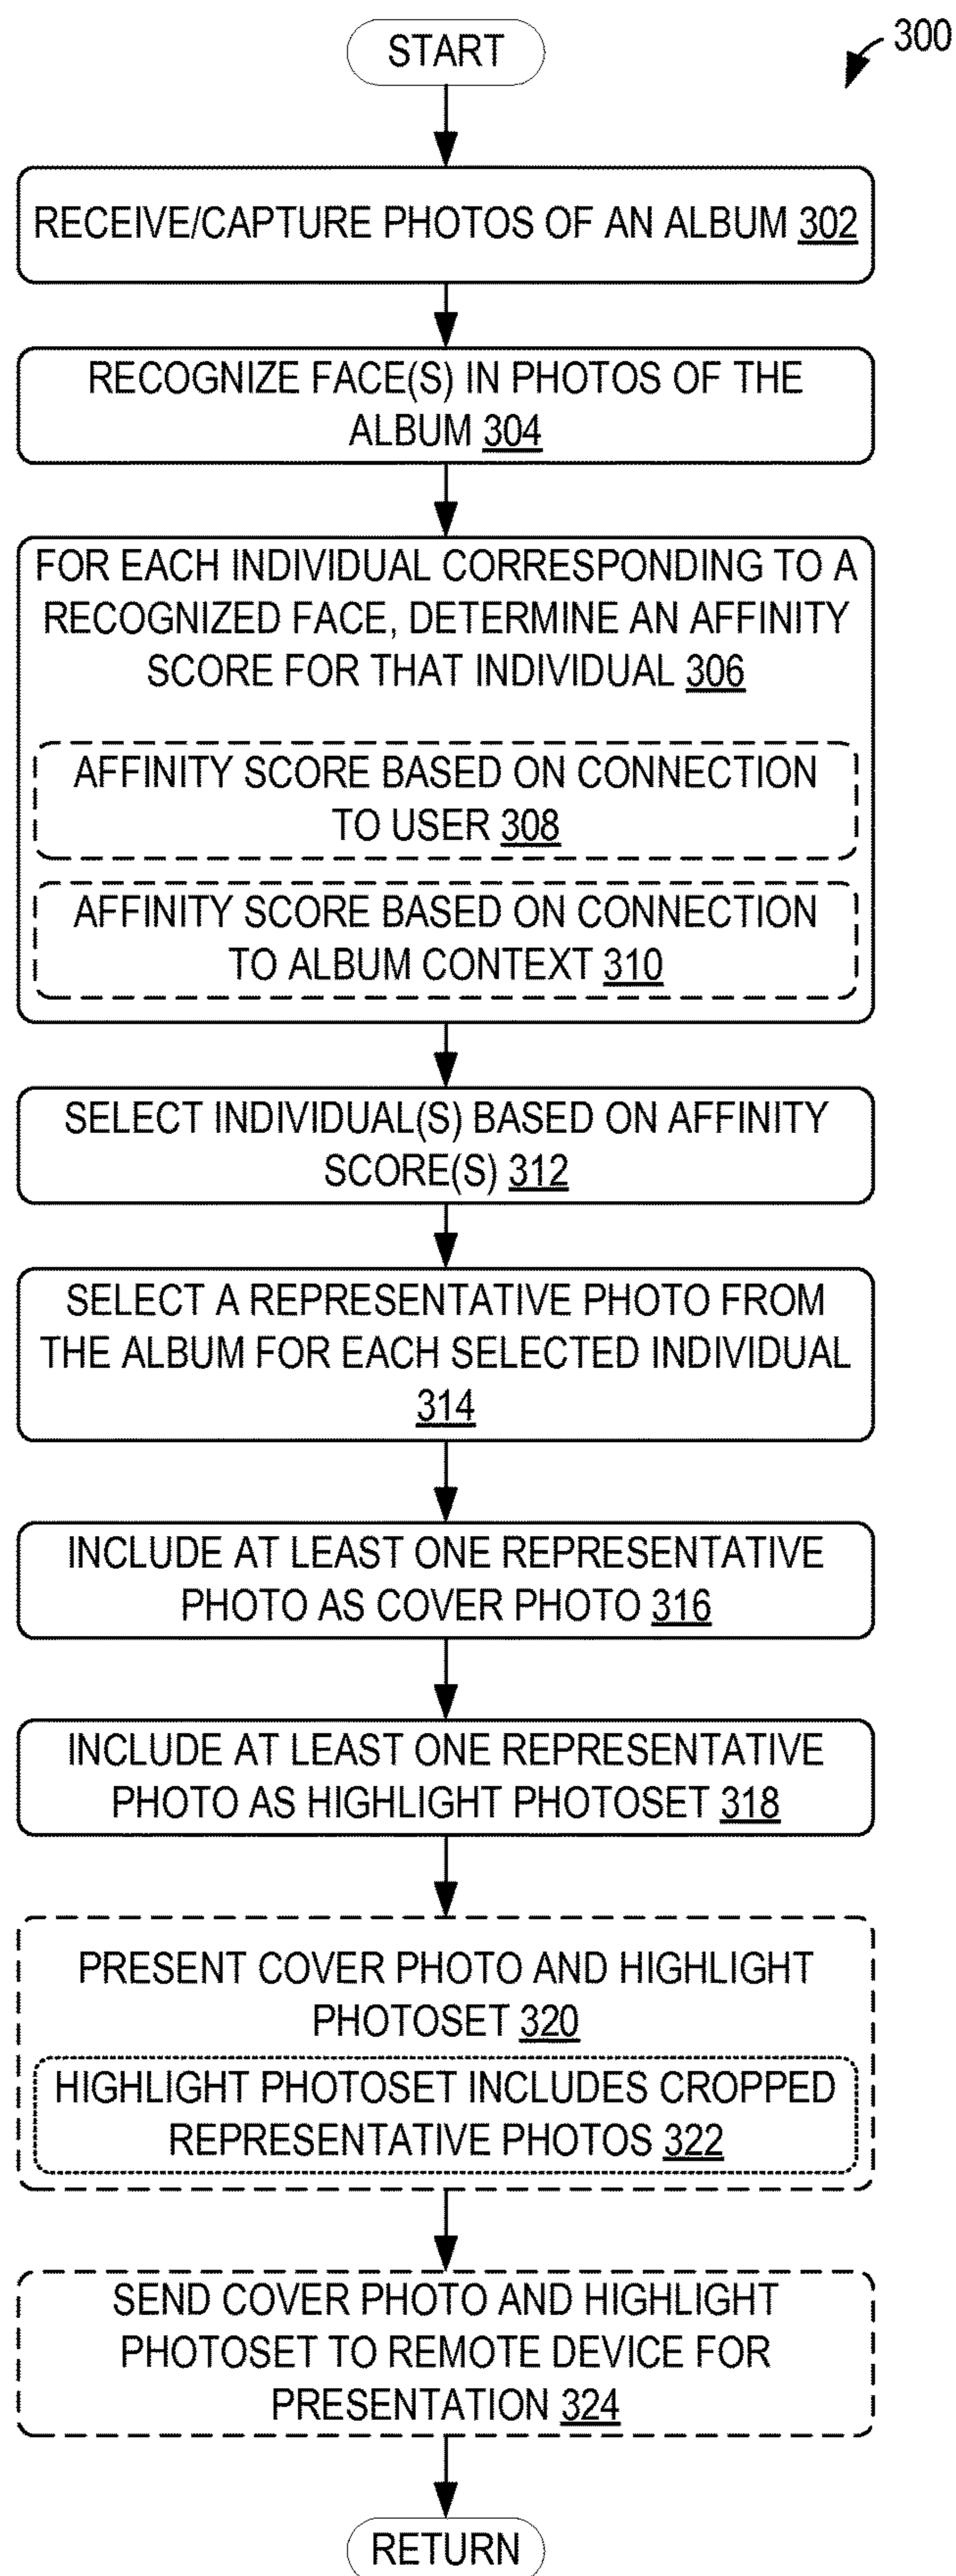 START
300
RECEIVE/CAPTURE PHOTOS OF AN ALBUM 302
RECOGNIZE FACE(S) IN PHOTOS OF THE
ALBUM 304
FOR EACH INDIVIDUAL CORRESPONDING TO A
RECOGNIZED FACE, DETERMINE AN AFFINITY
SCORE FOR THAT INDIVIDUAL 306
AFFINITY SCORE BASED ON CONNECTION
TO USER 308
AFFINITY SCORE BASED ON CONNECTION
TO ALBUM CONTEXT 310
SELECT INDIVIDUAL(S) BASED ON AFFINITY
SCORE(S) 312
SELECT A REPRESENTATIVE PHOTO FROM
THE ALBUM FOR EACH SELECTED INDIVIDUAL
314
INCLUDE AT LEAST ONE REPRESENTATIVE
PHOTO AS COVER PHOTO 316
INCLUDE AT LEAST ONE REPRESENTATIVE
PHOTO AS HIGHLIGHT PHOTOSET 318
PRESENT COVER PHOTO AND HIGHLIGHT
PHOTOSET 320
HIGHLIGHT PHOTOSET INCLUDES CROPPED
REPRESENTATIVE PHOTOS 322
SEND COVER PHOTO AND HIGHLIGHT
PHOTOSET TO REMOTE DEVICE FOR
PRESENTATION 324
RETURN